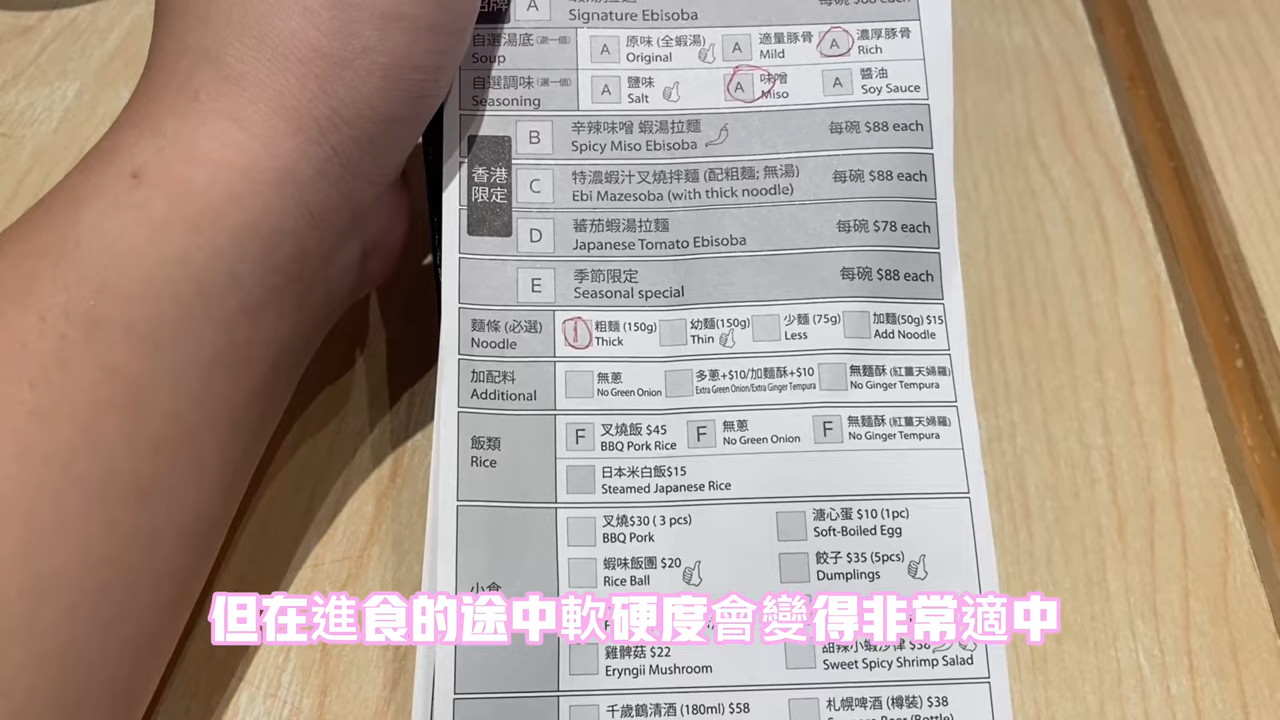 招牌 A
Signature Ebisoba
自選湯底(選一個) A 原味 (全蝦湯) A 適量豚骨 A 濃厚豚骨
Soup Original Mild Rich
自選調味(選一個) A 鹽味 A 味噌 A 醬油
Seasoning Salt Miso Soy Sauce
香港限定
B 辛辣味噌 蝦湯拉麵 每碗 $88 each
Spicy Miso Ebisoba
C 特濃蝦汁叉燒拌麵 (配粗麵; 無湯) 每碗 $88 each
Ebi Mazesoba (with thick noodle)
D 蕃茄蝦湯拉麵 每碗 $78 each
Japanese Tomato Ebisoba
E 季節限定 每碗 $88 each
Seasonal special
麵條 (必選) 1 粗麵 (150g) 幼麵(150g) 少麵 (75g) 加麵(50g) $15
Noodle Thick Thin Less Add Noodle
加配料 無蔥 多蔥+$10/加麵酥+$10 無麵酥 (紅薑天婦羅)
Additional No Green Onion Extra Green Onion/Extra Ginger Tempura No Ginger Tempura
飯類 F 叉燒飯 $45 F 無蔥 F 無麵酥 (紅薑天婦羅)
Rice BBQ Pork Rice No Green Onion No Ginger Tempura
日本米白飯$15
Steamed Japanese Rice
叉燒$30 ( 3 pcs) 溏心蛋 $10 (1pc)
BBQ Pork Soft-Boiled Egg
蝦味飯團 $20 餃子 $35 (5pcs)
Rice Ball Dumplings
小食
但在進食的途中軟硬度會變得非常適中
雞髀菇 $22 甜辣小蝦沙律
Eryngii Mushroom Sweet Spicy Shrimp Salad
千歲鶴清酒 (180ml) $58 札幌啤酒 (樽裝) $38